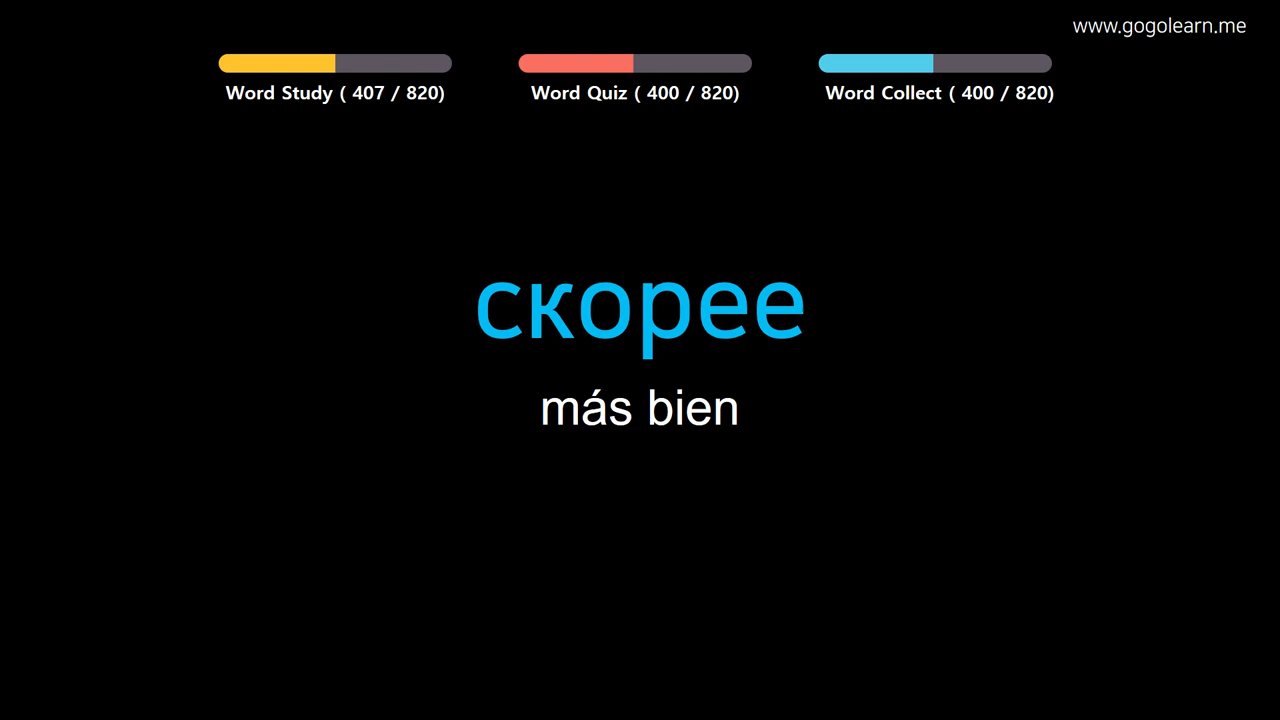 www.gogolearn.me
Word Study ( 407 / 820)
Word Quiz ( 400 / 820)
Word Collect ( 400 / 820)
скорее
más bien